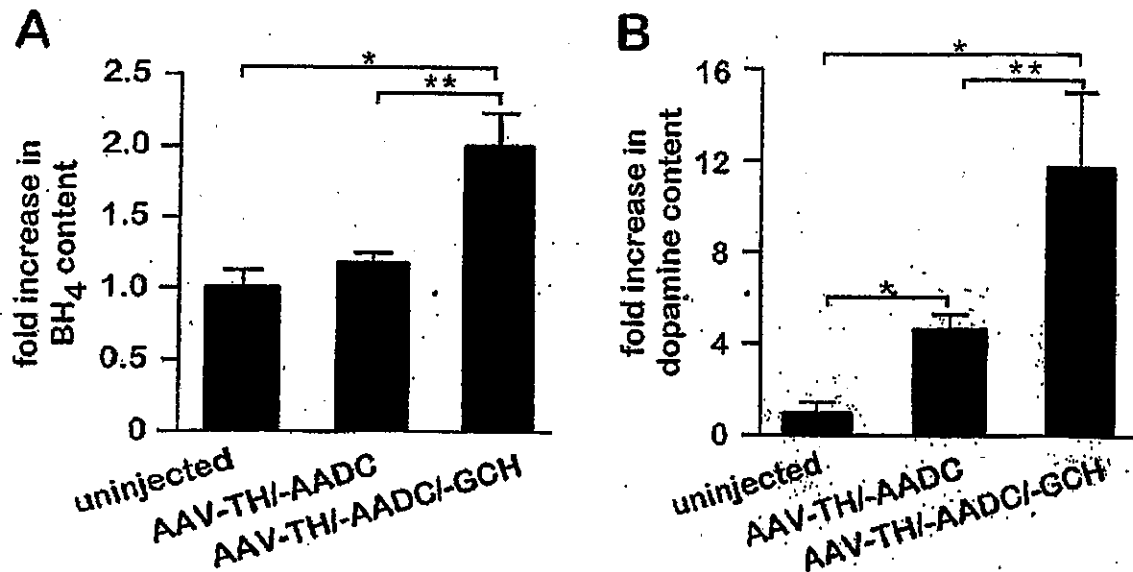 A
fold increase in
BH4 content
2.5
2.0
1.5
1.0
0.5
0
*
**
uninjected
AAV-TH/-AADC
AAV-TH/-AADC/-GCH
B
fold increase in
dopamine content
16
12
8
4
0
*
**
*
uninjected
AAV-TH/-AADC
AAV-TH/-AADC/-GCH